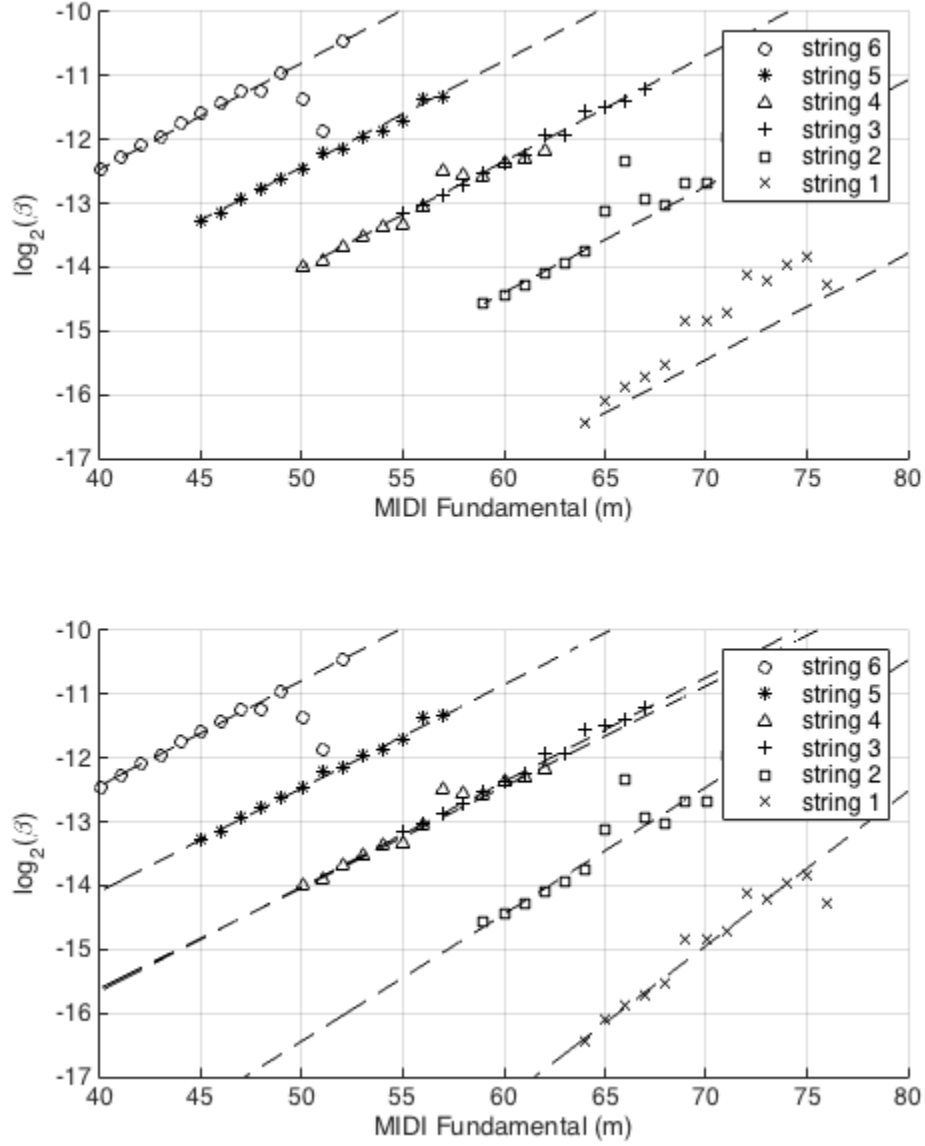 -10
-11
-12
-13
-14
-15
-16
-17
log2(β)
string 6
string 5
string 4
string 3
string 2
string 1
40 45 50 55 60 65 70 75 80
MIDI Fundamental (m)
-10
-11
-12
-13
-14
-15
-16
-17
log2(β)
string 6
string 5
string 4
string 3
string 2
string 1
40 45 50 55 60 65 70 75 80
MIDI Fundamental (m)